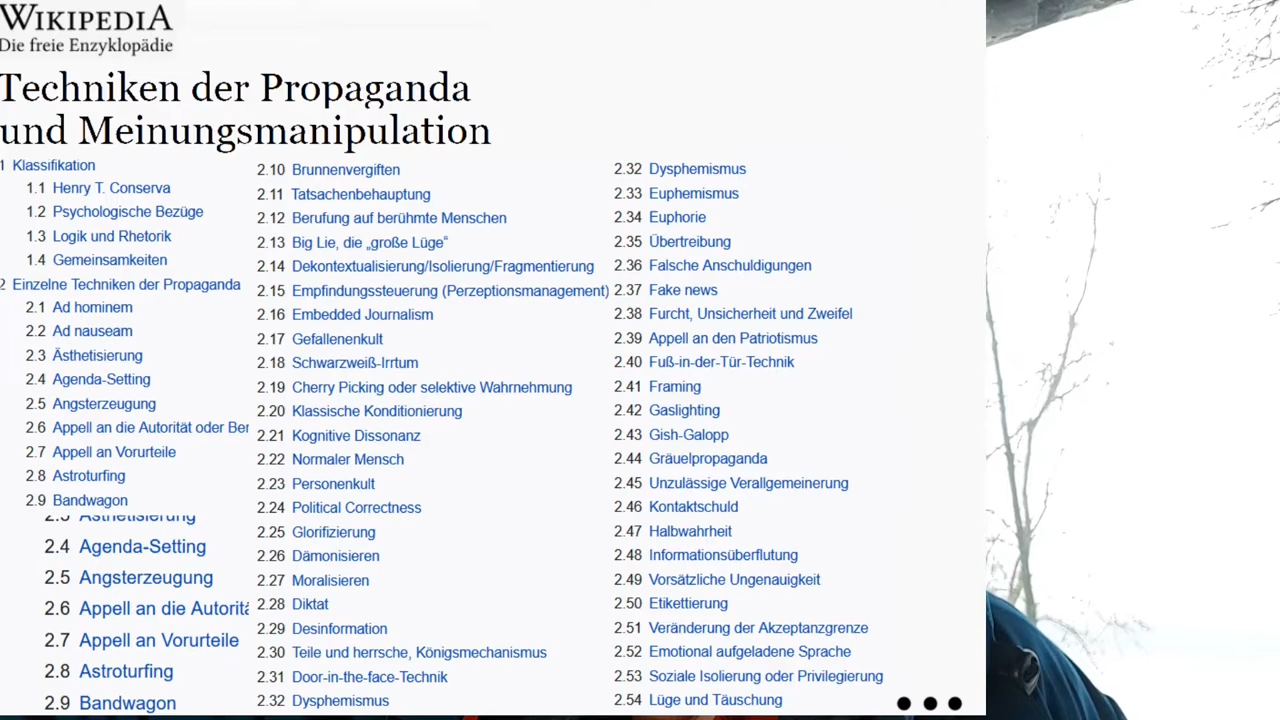 WIKIPEDIA
Die freie Enzyklopädie
Techniken der Propaganda
und Meinungsmanipulation
1 Klassifikation
1.1 Henry T. Conserva
1.2 Psychologische Bezüge
1.3 Logik und Rhetorik
1.4 Gemeinsamkeiten
2 Einzelne Techniken der Propaganda
2.1 Ad hominem
2.2 Ad nauseam
2.3 Ästhetisierung
2.4 Agenda-Setting
2.5 Angsterzeugung
2.6 Appell an die Autorität oder Ber
2.7 Appell an Vorurteile
2.8 Astroturfing
2.9 Bandwagon
2.3 Ästhetisierung
2.4 Agenda-Setting
2.5 Angsterzeugung
2.6 Appell an die Autoritä
2.7 Appell an Vorurteile
2.8 Astroturfing
2.9 Bandwagon
2.10 Brunnenvergiften
2.11 Tatsachenbehauptung
2.12 Berufung auf berühmte Menschen
2.13 Big Lie, die „große Lüge“
2.14 Dekontextualisierung/Isolierung/Fragmentierung
2.15 Empfindungssteuerung (Perzeptionsmanagement)
2.16 Embedded Journalism
2.17 Gefallenenkult
2.18 Schwarzweiß-Irrtum
2.19 Cherry Picking oder selektive Wahrnehmung
2.20 Klassische Konditionierung
2.21 Kognitive Dissonanz
2.22 Normaler Mensch
2.23 Personenkult
2.24 Political Correctness
2.25 Glorifizierung
2.26 Dämonisieren
2.27 Moralisieren
2.28 Diktat
2.29 Desinformation
2.30 Teile und herrsche, Königsmechanismus
2.31 Door-in-the-face-Technik
2.32 Dysphemismus
2.32 Dysphemismus
2.33 Euphemismus
2.34 Euphorie
2.35 Übertreibung
2.36 Falsche Anschuldigungen
2.37 Fake news
2.38 Furcht, Unsicherheit und Zweifel
2.39 Appell an den Patriotismus
2.40 Fuß-in-der-Tür-Technik
2.41 Framing
2.42 Gaslighting
2.43 Gish-Galopp
2.44 Gräuelpropaganda
2.45 Unzulässige Verallgemeinerung
2.46 Kontaktschuld
2.47 Halbwahrheit
2.48 Informationsüberflutung
2.49 Vorsätzliche Ungenauigkeit
2.50 Etikettierung
2.51 Veränderung der Akzeptanzgrenze
2.52 Emotional aufgeladene Sprache
2.53 Soziale Isolierung oder Privilegierung
2.54 Lüge und Täuschung